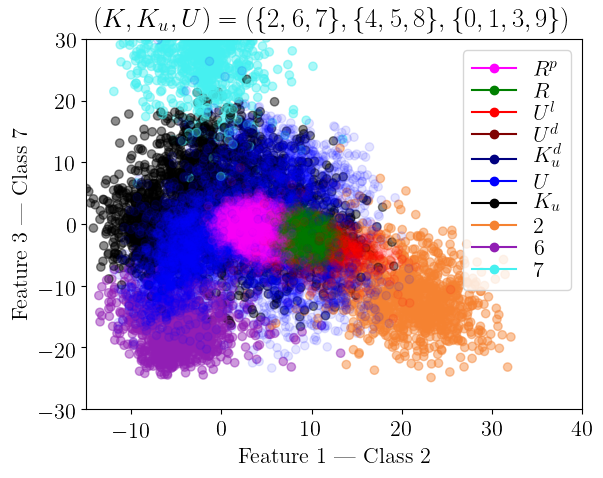 (K, K_u, U) = ({2, 6, 7}, {4, 5, 8}, {0, 1, 3, 9})
30
20
10
0
−10
−20
−30
Feature 3 — Class 7
R^p
R
U^l
U^d
K_u^d
U
K_u
2
6
7
−10
0
10
20
30
40
Feature 1 — Class 2